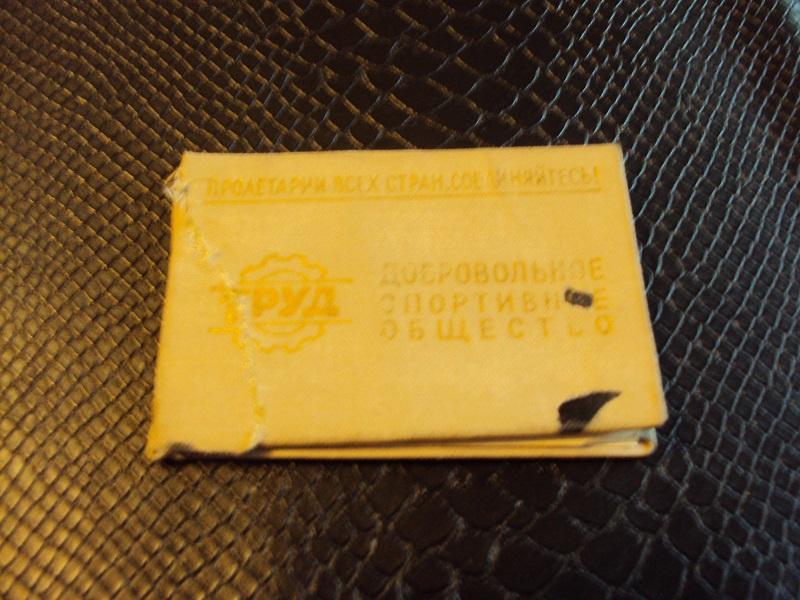 ПРОЛЕТАРИИ ВСЕХ СТРАН, СОЕДИНЯЙТЕСЬ!
ТРУД
ДОБРОВОЛЬНОЕ
СПОРТИВНОЕ
ОБЩЕСТВО